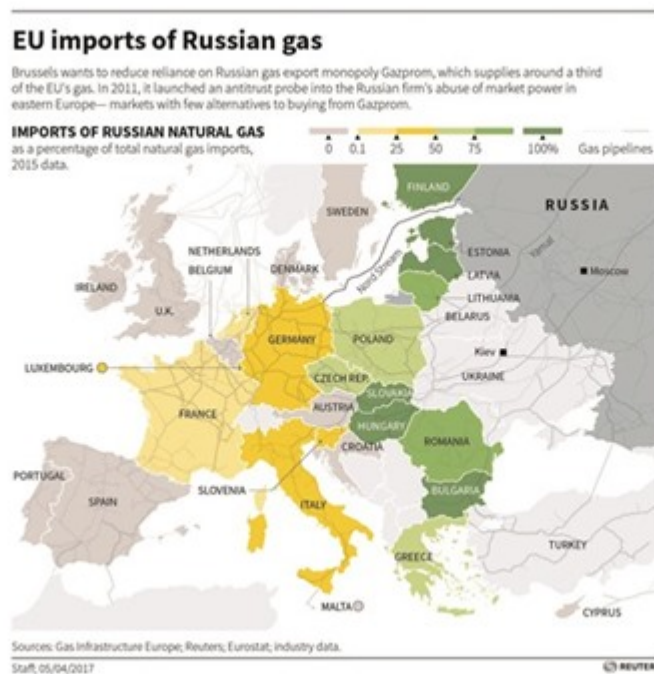 EU imports of Russian gas
Brussels wants to reduce reliance on Russian gas export monopoly Gazprom, which supplies around a third
of the EU's gas. In 2011, it launched an antitrust probe into the Russian firm's abuse of market power in
eastern Europe— markets with few alternatives to buying from Gazprom.
IMPORTS OF RUSSIAN NATURAL GAS
as a percentage of total natural gas imports,
2015 data.
0 0.1 25 50 75 100% Gas pipelines
FINLAND
SWEDEN
RUSSIA
NETHERLANDS
BELGIUM
DENMARK
Nord Stream
ESTONIA
Yamal
LATVIA
Moscow
IRELAND
U.K.
LITHUANIA
BELARUS
GERMANY
POLAND
Kiev
LUXEMBOURG
CZECH REP.
UKRAINE
SLOVAKIA
AUSTRIA
FRANCE
HUNGARY
CROATIA
ROMANIA
PORTUGAL
SPAIN
SLOVENIA
ITALY
BULGARIA
GREECE
TURKEY
MALTA
CYPRUS
Sources: Gas Infrastructure Europe; Reuters; Eurostat; industry data.
Staff, 05/04/2017
REUTER